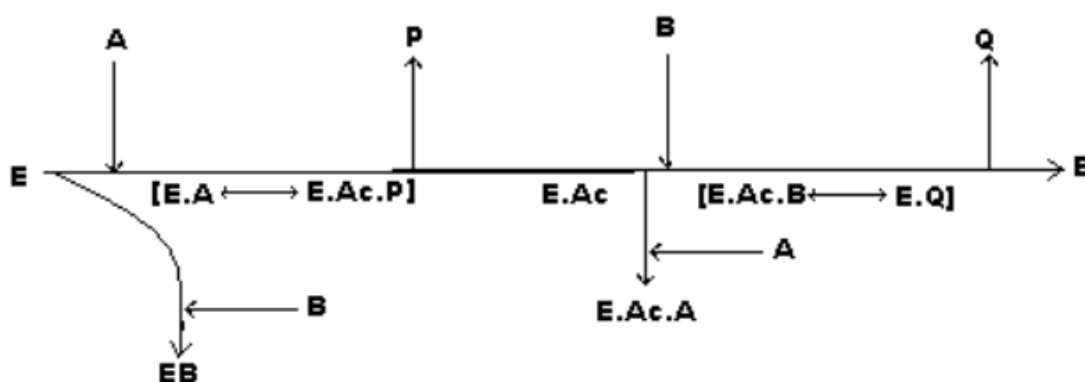 A P B Q
E E
[E.A E.Ac.P] E.Ac [E.Ac.B E.Q]
A
B E.Ac.A
EB